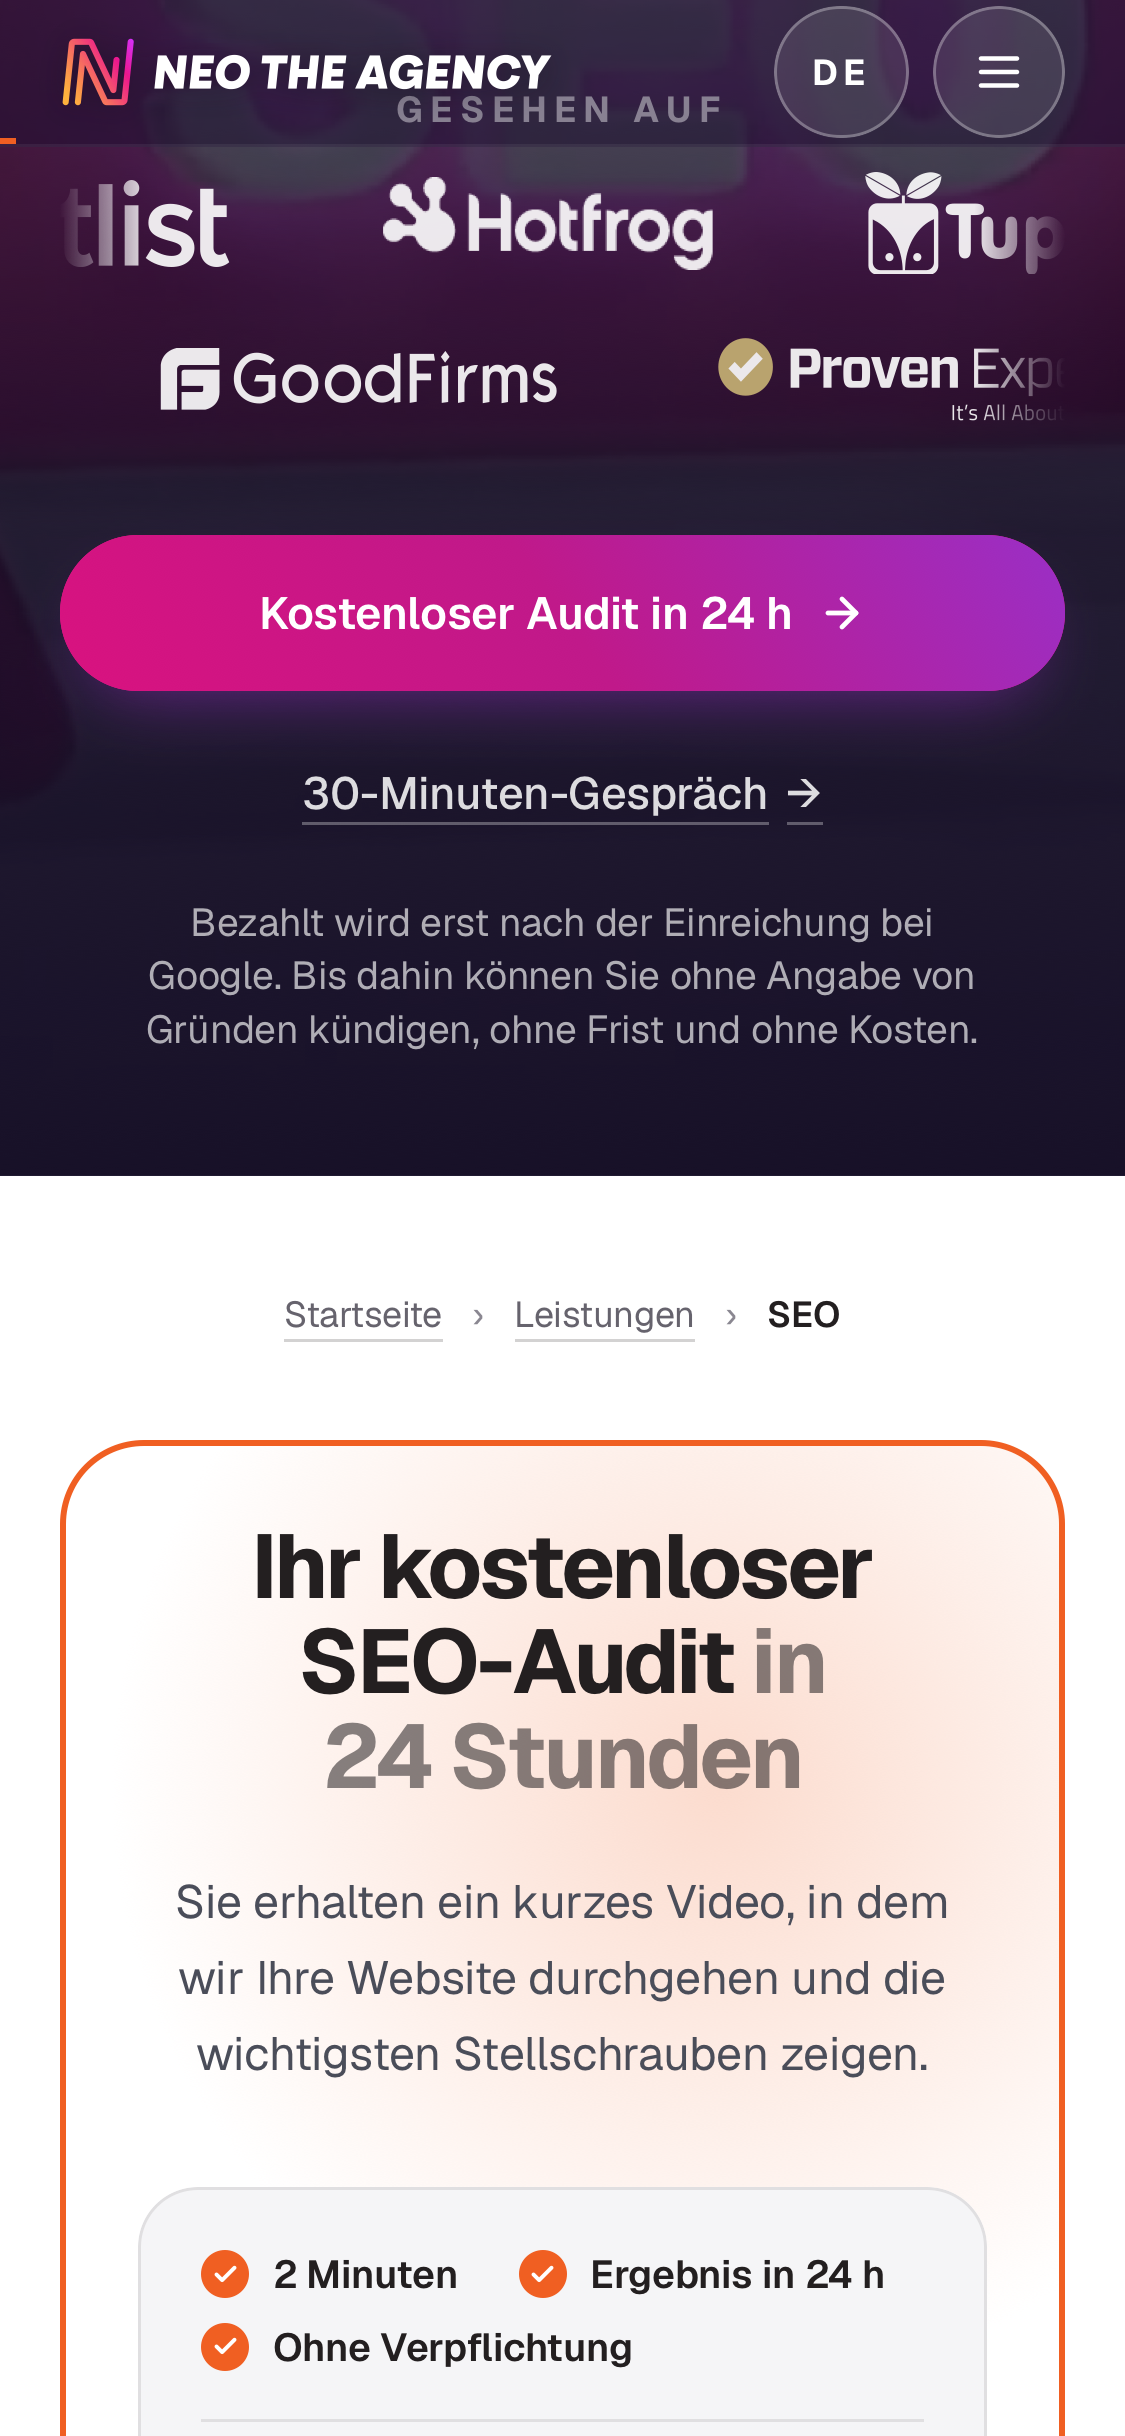 NEO THE AGENCY
DE
GESEHEN AUF
tlist
Hotfrog
Tup
GoodFirms
Proven Expe
It's All About
Kostenloser Audit in 24 h →
30-Minuten-Gespräch →
Bezahlt wird erst nach der Einreichung bei
Google. Bis dahin können Sie ohne Angabe von
Gründen kündigen, ohne Frist und ohne Kosten.
Startseite › Leistungen › SEO
Ihr kostenloser
SEO-Audit in
24 Stunden
Sie erhalten ein kurzes Video, in dem
wir Ihre Website durchgehen und die
wichtigsten Stellschrauben zeigen.
2 Minuten
Ergebnis in 24 h
Ohne Verpflichtung